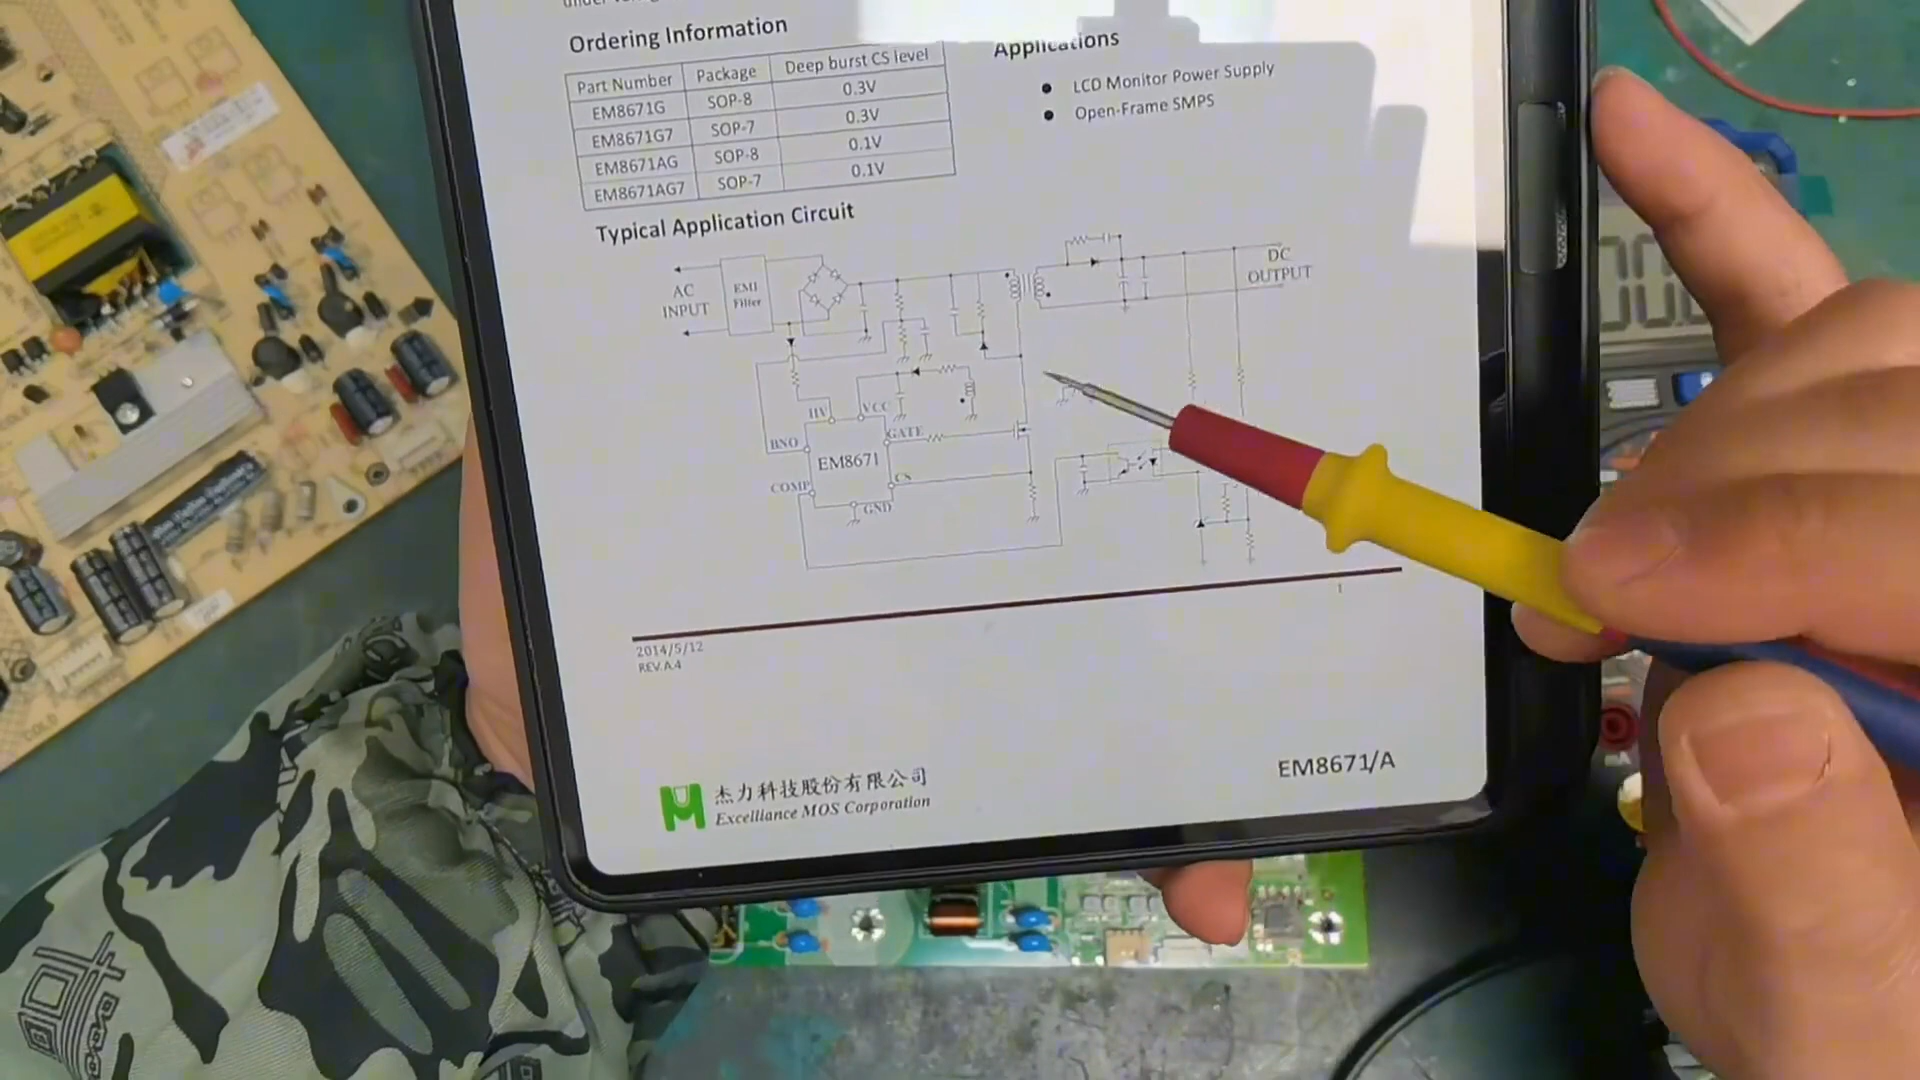 Ordering Information
Part Number Package Deep burst CS level
EM8671G SOP-8 0.3V
EM8671G7 SOP-7 0.3V
EM8671AG SOP-8 0.1V
EM8671AG7 SOP-7 0.1V
Applications
● LCD Monitor Power Supply
● Open-Frame SMPS
Typical Application Circuit
AC
INPUT
EMI
Filter
DC
OUTPUT
HV
VCC
BNO
GATE
EM8671
COMP
CS
GND
1
2014/5/12
REV.A.4
杰力科技股份有限公司
Excelliance MOS Corporation
EM8671/A
COLD